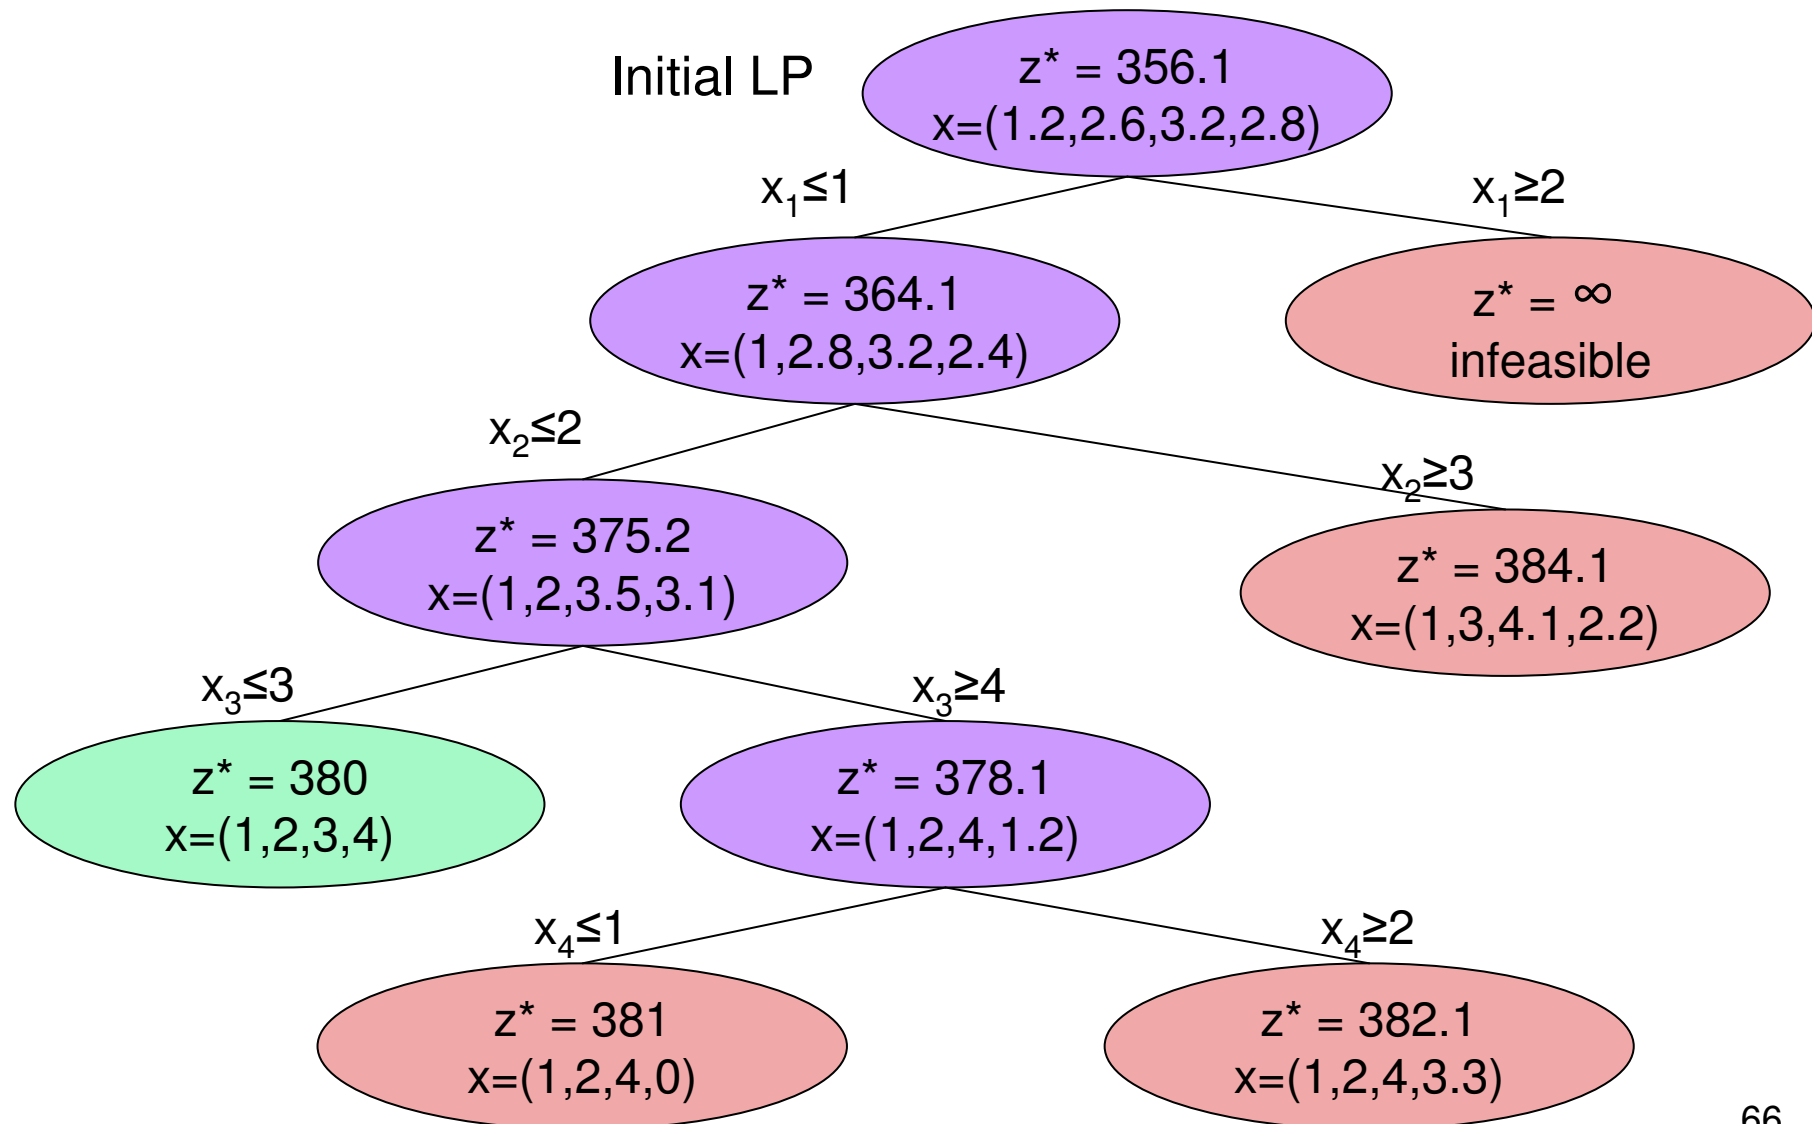 Initial LP
z* = 356.1
x=(1.2,2.6,3.2,2.8)
x₁≤1
x₁≥2
z* = 364.1
x=(1,2.8,3.2,2.4)
z* = ∞
infeasible
x₂≤2
x₂≥3
z* = 375.2
x=(1,2,3.5,3.1)
z* = 384.1
x=(1,3,4.1,2.2)
x₃≤3
x₃≥4
z* = 380
x=(1,2,3,4)
z* = 378.1
x=(1,2,4,1.2)
x₄≤1
x₄≥2
z* = 381
x=(1,2,4,0)
z* = 382.1
x=(1,2,4,3.3)
66